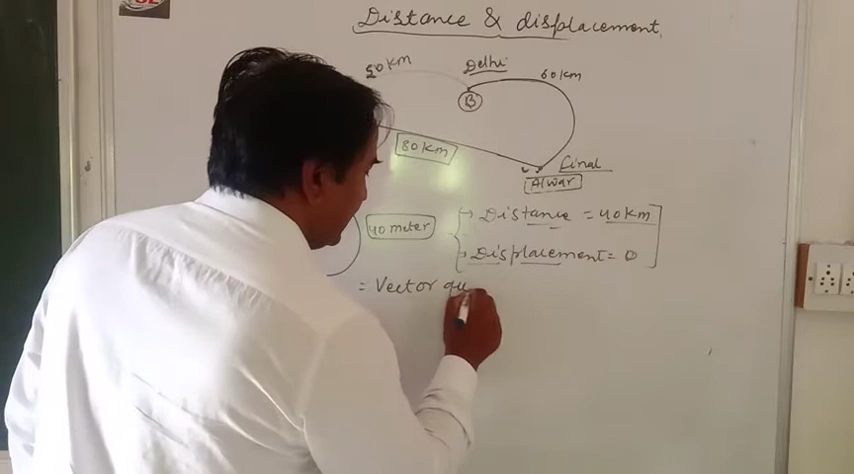 Distance & displacement
50 km
Delhi
60 km
B
80 km
final
Alwar
40 meter
→ Distance = 40 km
→ Displacement = 0
= Vector qu